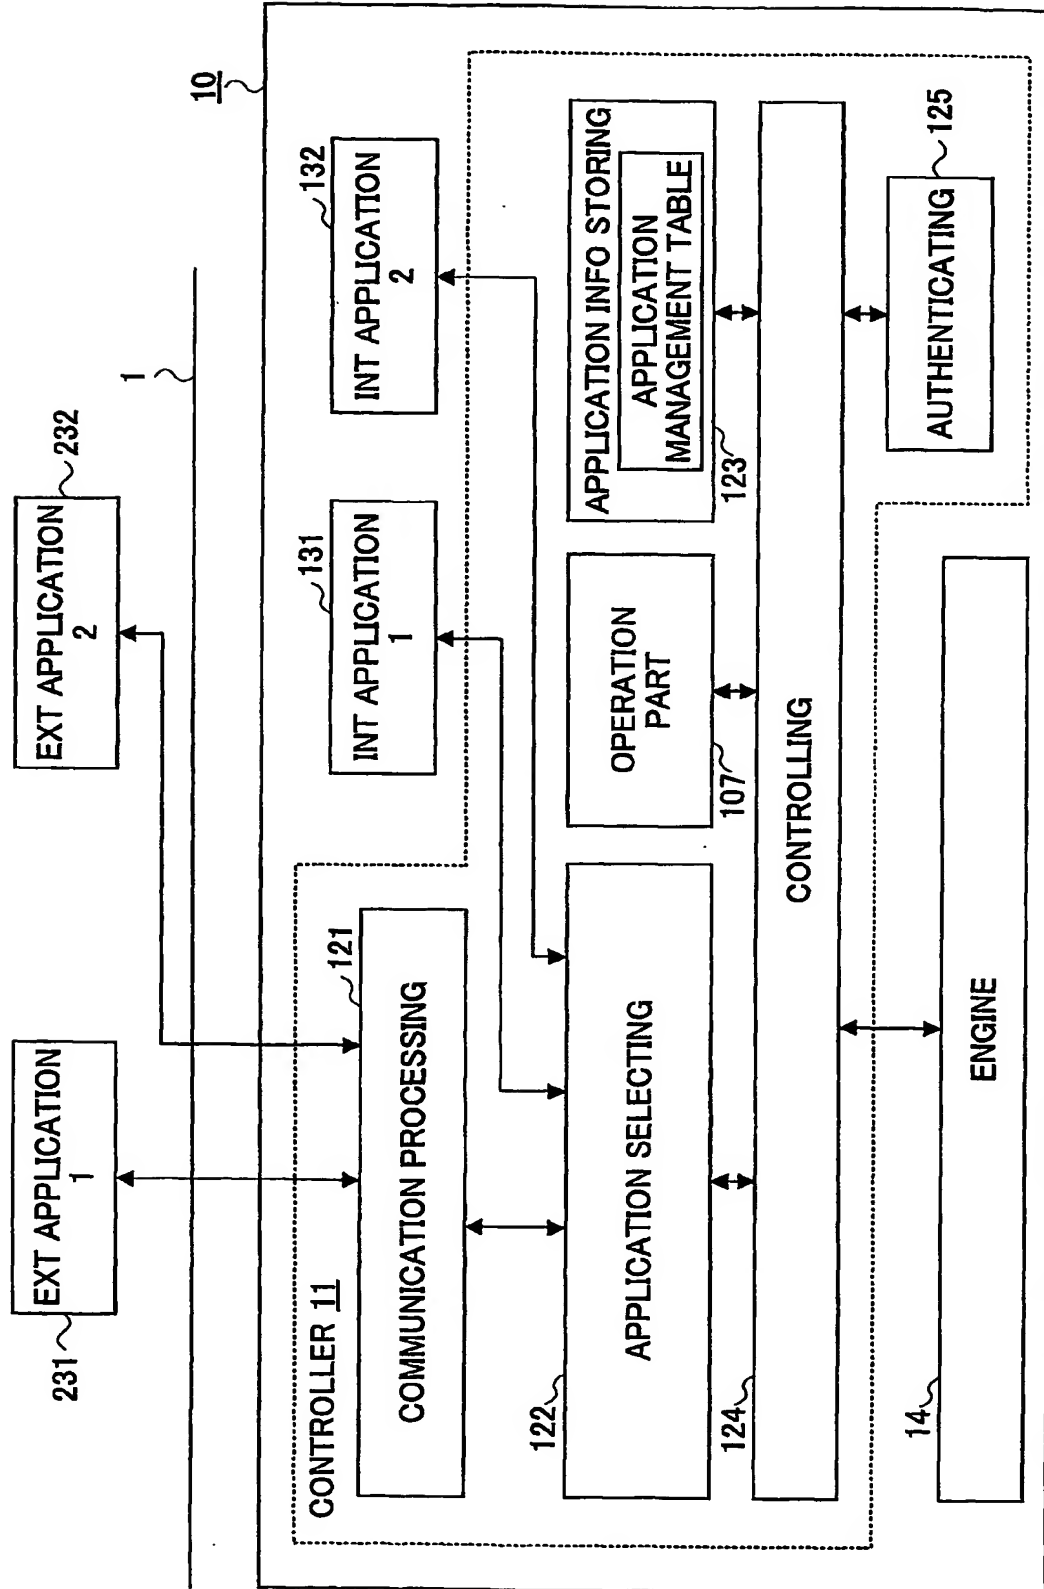 EXT APPLICATION
1
231
EXT APPLICATION
2
232
1
10
CONTROLLER 11
COMMUNICATION PROCESSING
121
INT APPLICATION
1
131
INT APPLICATION
2
132
APPLICATION SELECTING
122
OPERATION
PART
107
APPLICATION INFO STORING
APPLICATION
MANAGEMENT TABLE
123
CONTROLLING
124
AUTHENTICATING
125
ENGINE
14